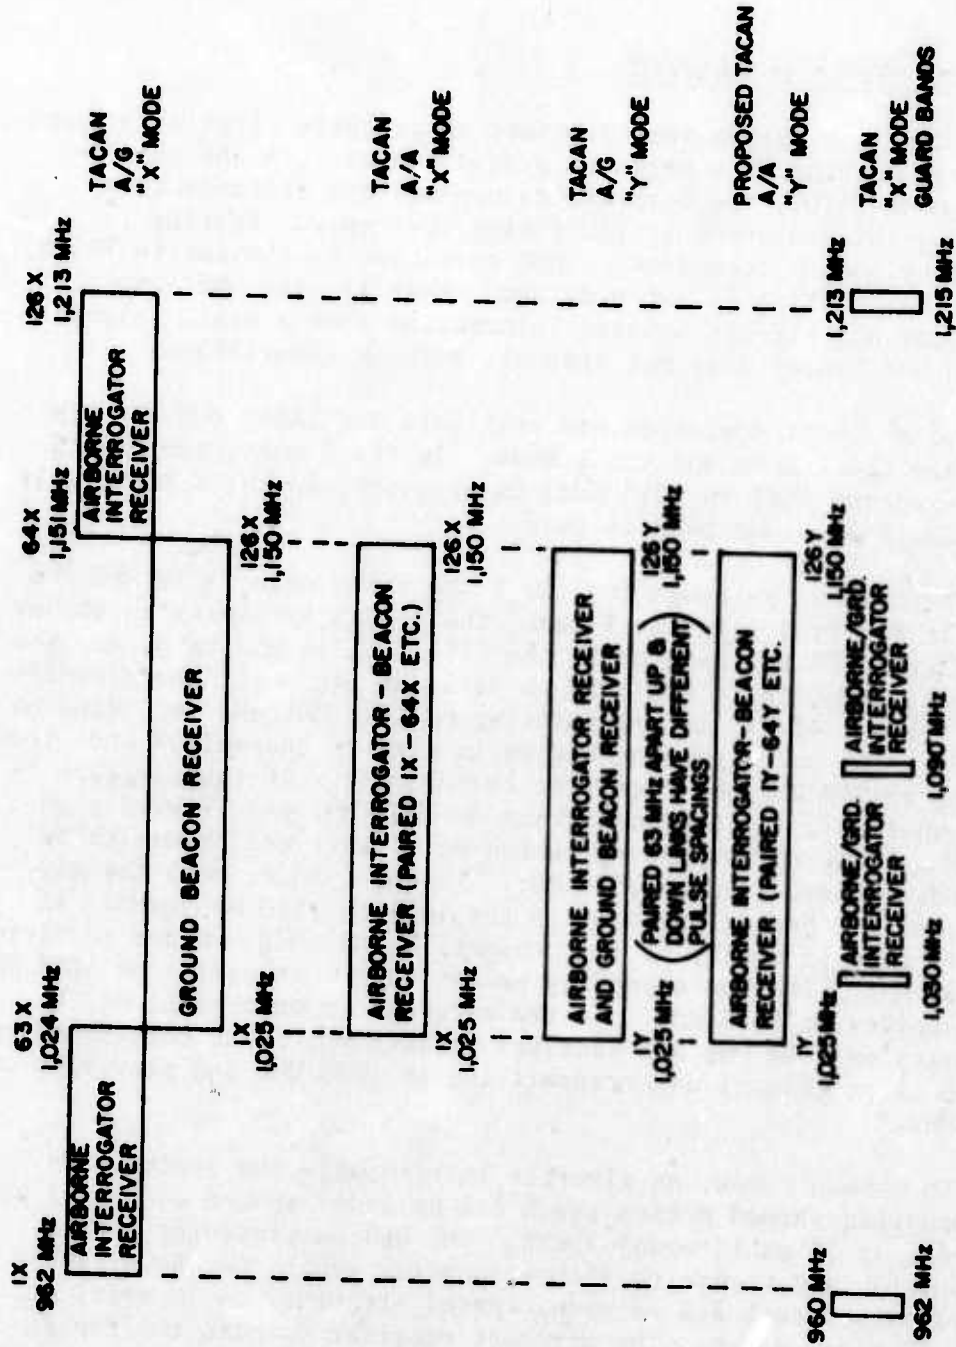 1X
962 MHz
63X
1,024 MHz
64X
1,151 MHz
126X
1,213 MHz
TACAN
A/G
"X" MODE
AIRBORNE
INTERROGATOR
RECEIVER
AIRBORNE
INTERROGATOR
RECEIVER
GROUND BEACON RECEIVER
1X
1,025 MHz
126X
1,150 MHz
AIRBORNE INTERROGATOR-BEACON
RECEIVER (PAIRED 1X-64X ETC.)
TACAN
A/A
"X" MODE
1X
1,025 MHz
126X
1,150 MHz
AIRBORNE INTERROGATOR RECEIVER
AND GROUND BEACON RECEIVER
TACAN
A/G
"Y" MODE
1Y
1,025 MHz
(PAIRED 63 MHz APART UP &
DOWN LINKS HAVE DIFFERENT
PULSE SPACINGS)
126Y
1,150 MHz
AIRBORNE INTERROGATOR-BEACON
RECEIVER (PAIRED 1Y-64Y ETC.
PROPOSED TACAN
A/A
"Y" MODE
1Y
1,025 MHz
126Y
1,150 MHz
960 MHz
962 MHz
AIRBORNE/GRD.
INTERROGATOR
RECEIVER
1,030 MHz
AIRBORNE/GRD.
INTERROGATOR
RECEIVER
1,090 MHz
1,213 MHz
1,215 MHz
TACAN
"X" MODE
GUARD BANDS